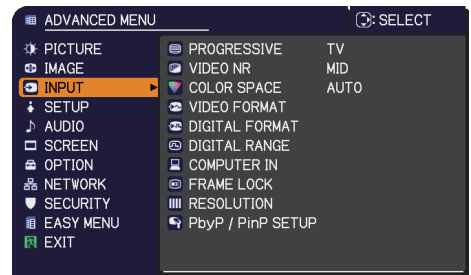 ADVANCED MENU : SELECT
PICTURE PROGRESSIVE TV
IMAGE VIDEO NR MID
INPUT COLOR SPACE AUTO
SETUP VIDEO FORMAT
AUDIO DIGITAL FORMAT
SCREEN DIGITAL RANGE
OPTION COMPUTER IN
NETWORK FRAME LOCK
SECURITY RESOLUTION
EASY MENU PbyP / PinP SETUP
EXIT